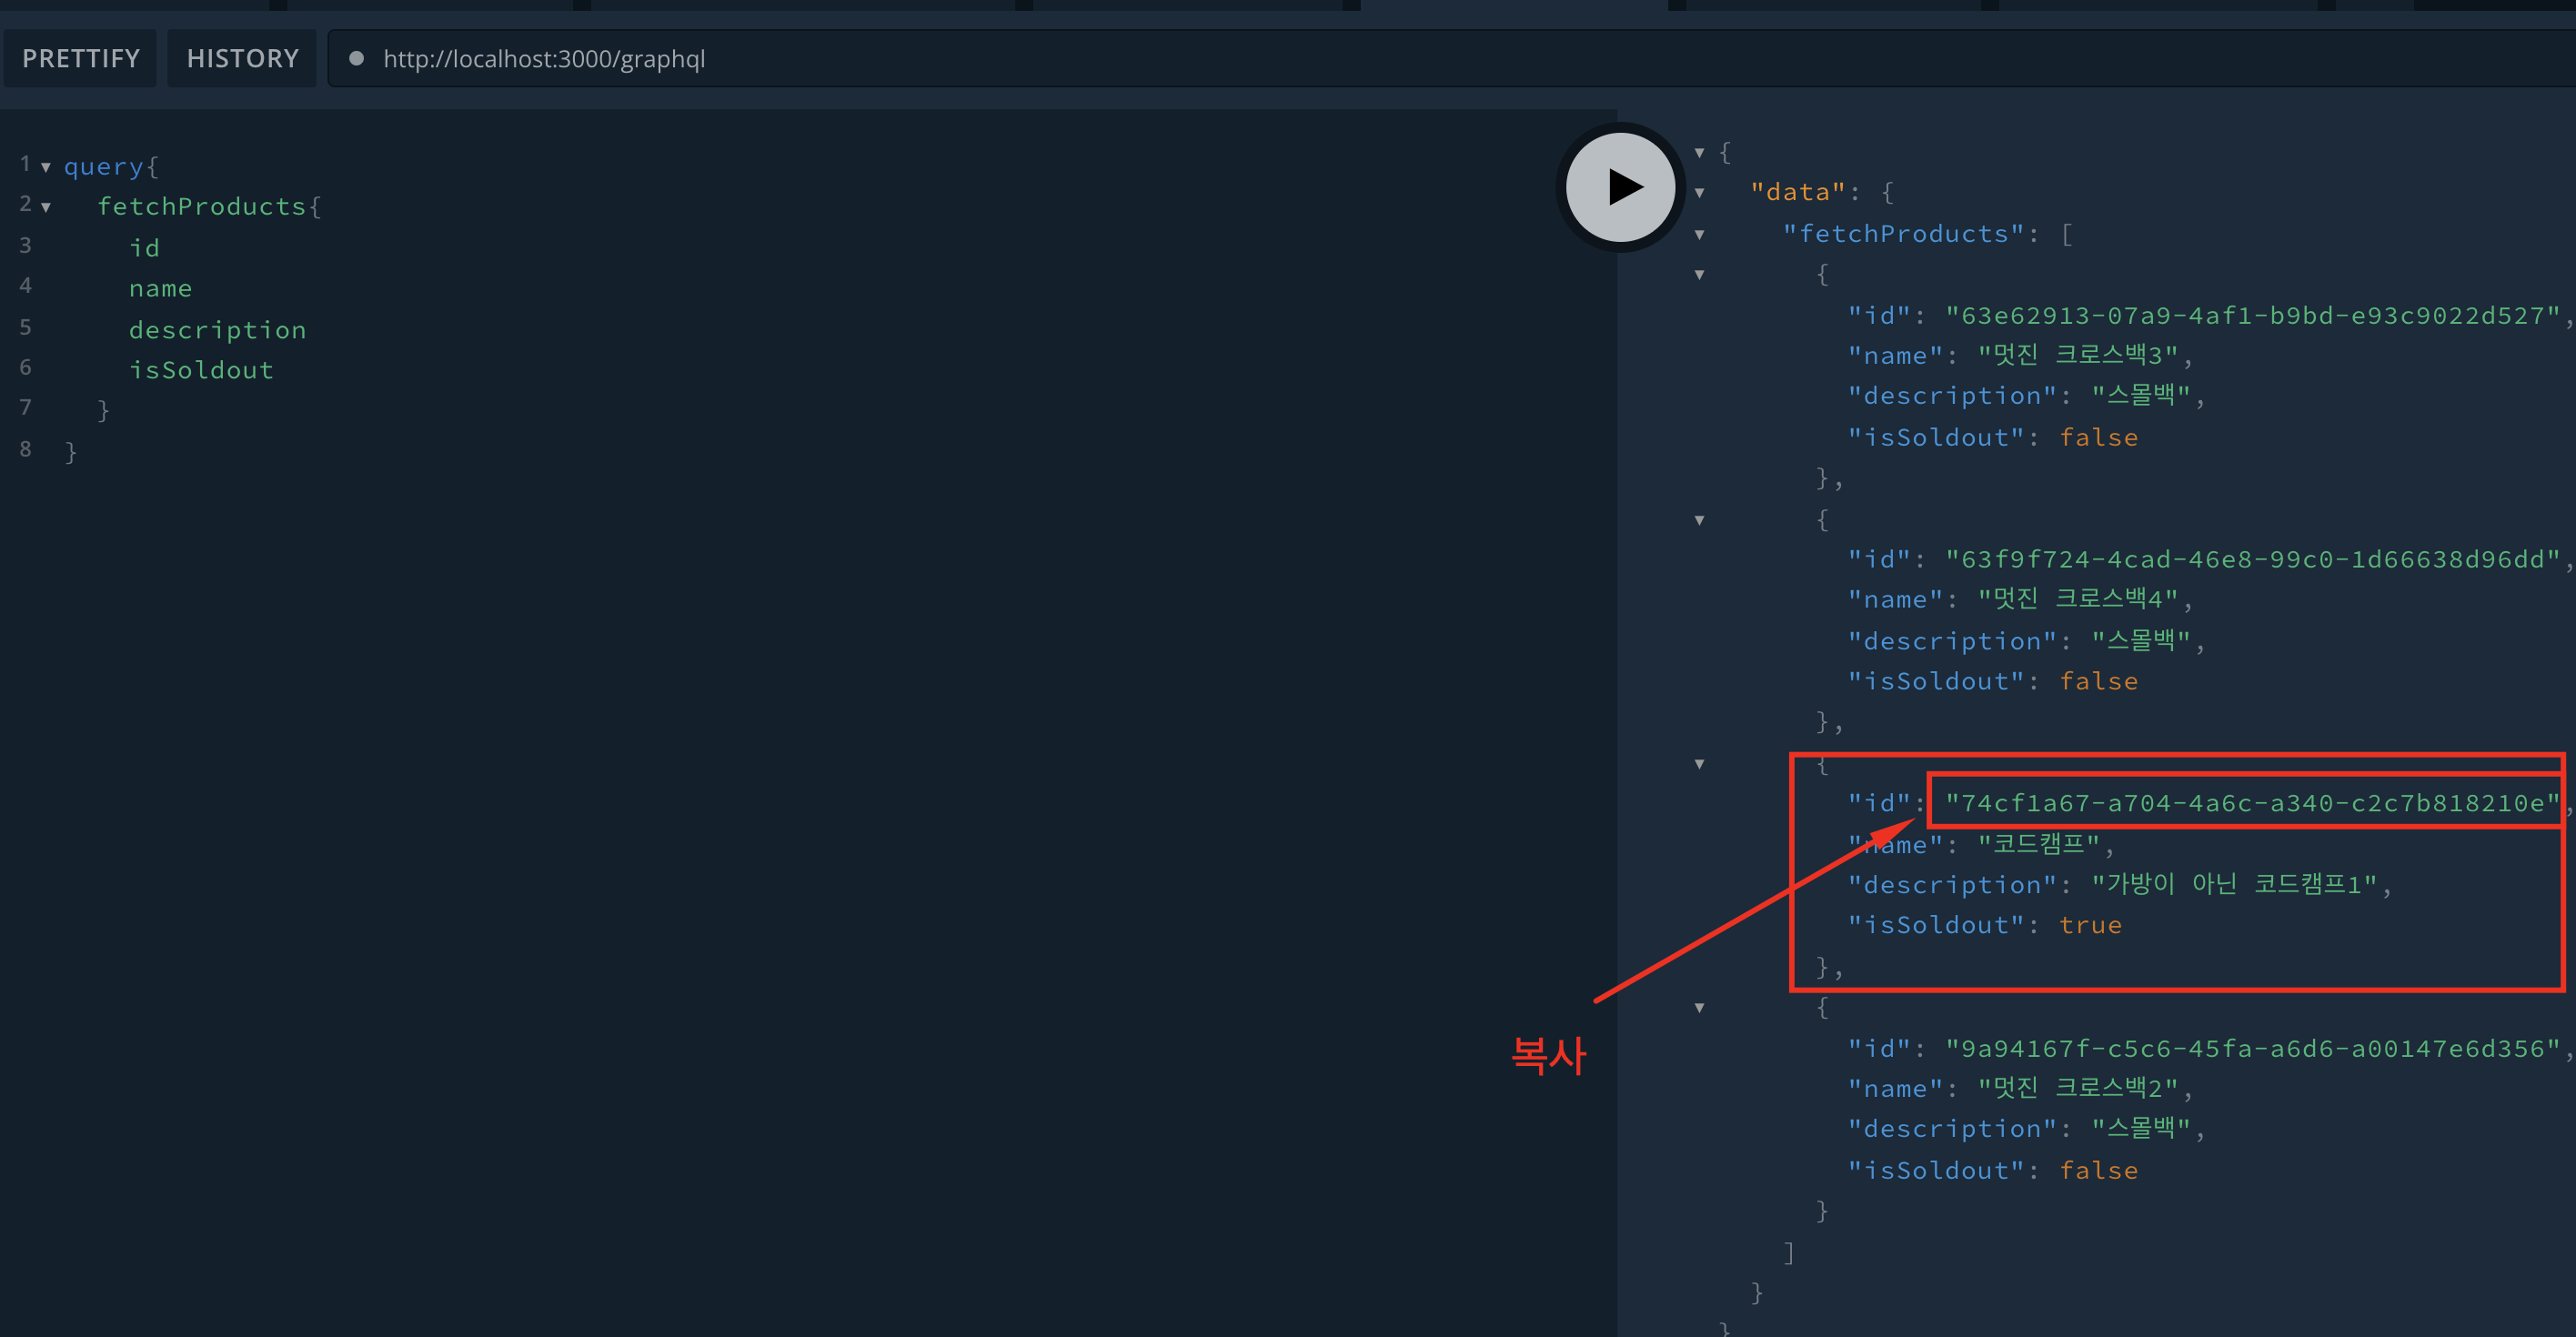 PRETTIFY HISTORY http://localhost:3000/graphql
1 query{
2 fetchProducts{
3 id
4 name
5 description
6 isSoldout
7 }
8 }
{
"data": {
"fetchProducts": [
{
"id": "63e62913-07a9-4af1-b9bd-e93c9022d527",
"name": "멋진 크로스백3",
"description": "스몰백",
"isSoldout": false
},
{
"id": "63f9f724-4cad-46e8-99c0-1d66638d96dd",
"name": "멋진 크로스백4",
"description": "스몰백",
"isSoldout": false
},
{
"id": "74cf1a67-a704-4a6c-a340-c2c7b818210e",
"name": "코드캠프",
"description": "가방이 아닌 코드캠프1",
"isSoldout": true
},
{
"id": "9a94167f-c5c6-45fa-a6d6-a00147e6d356",
"name": "멋진 크로스백2",
"description": "스몰백",
"isSoldout": false
}
]
}
}
복사